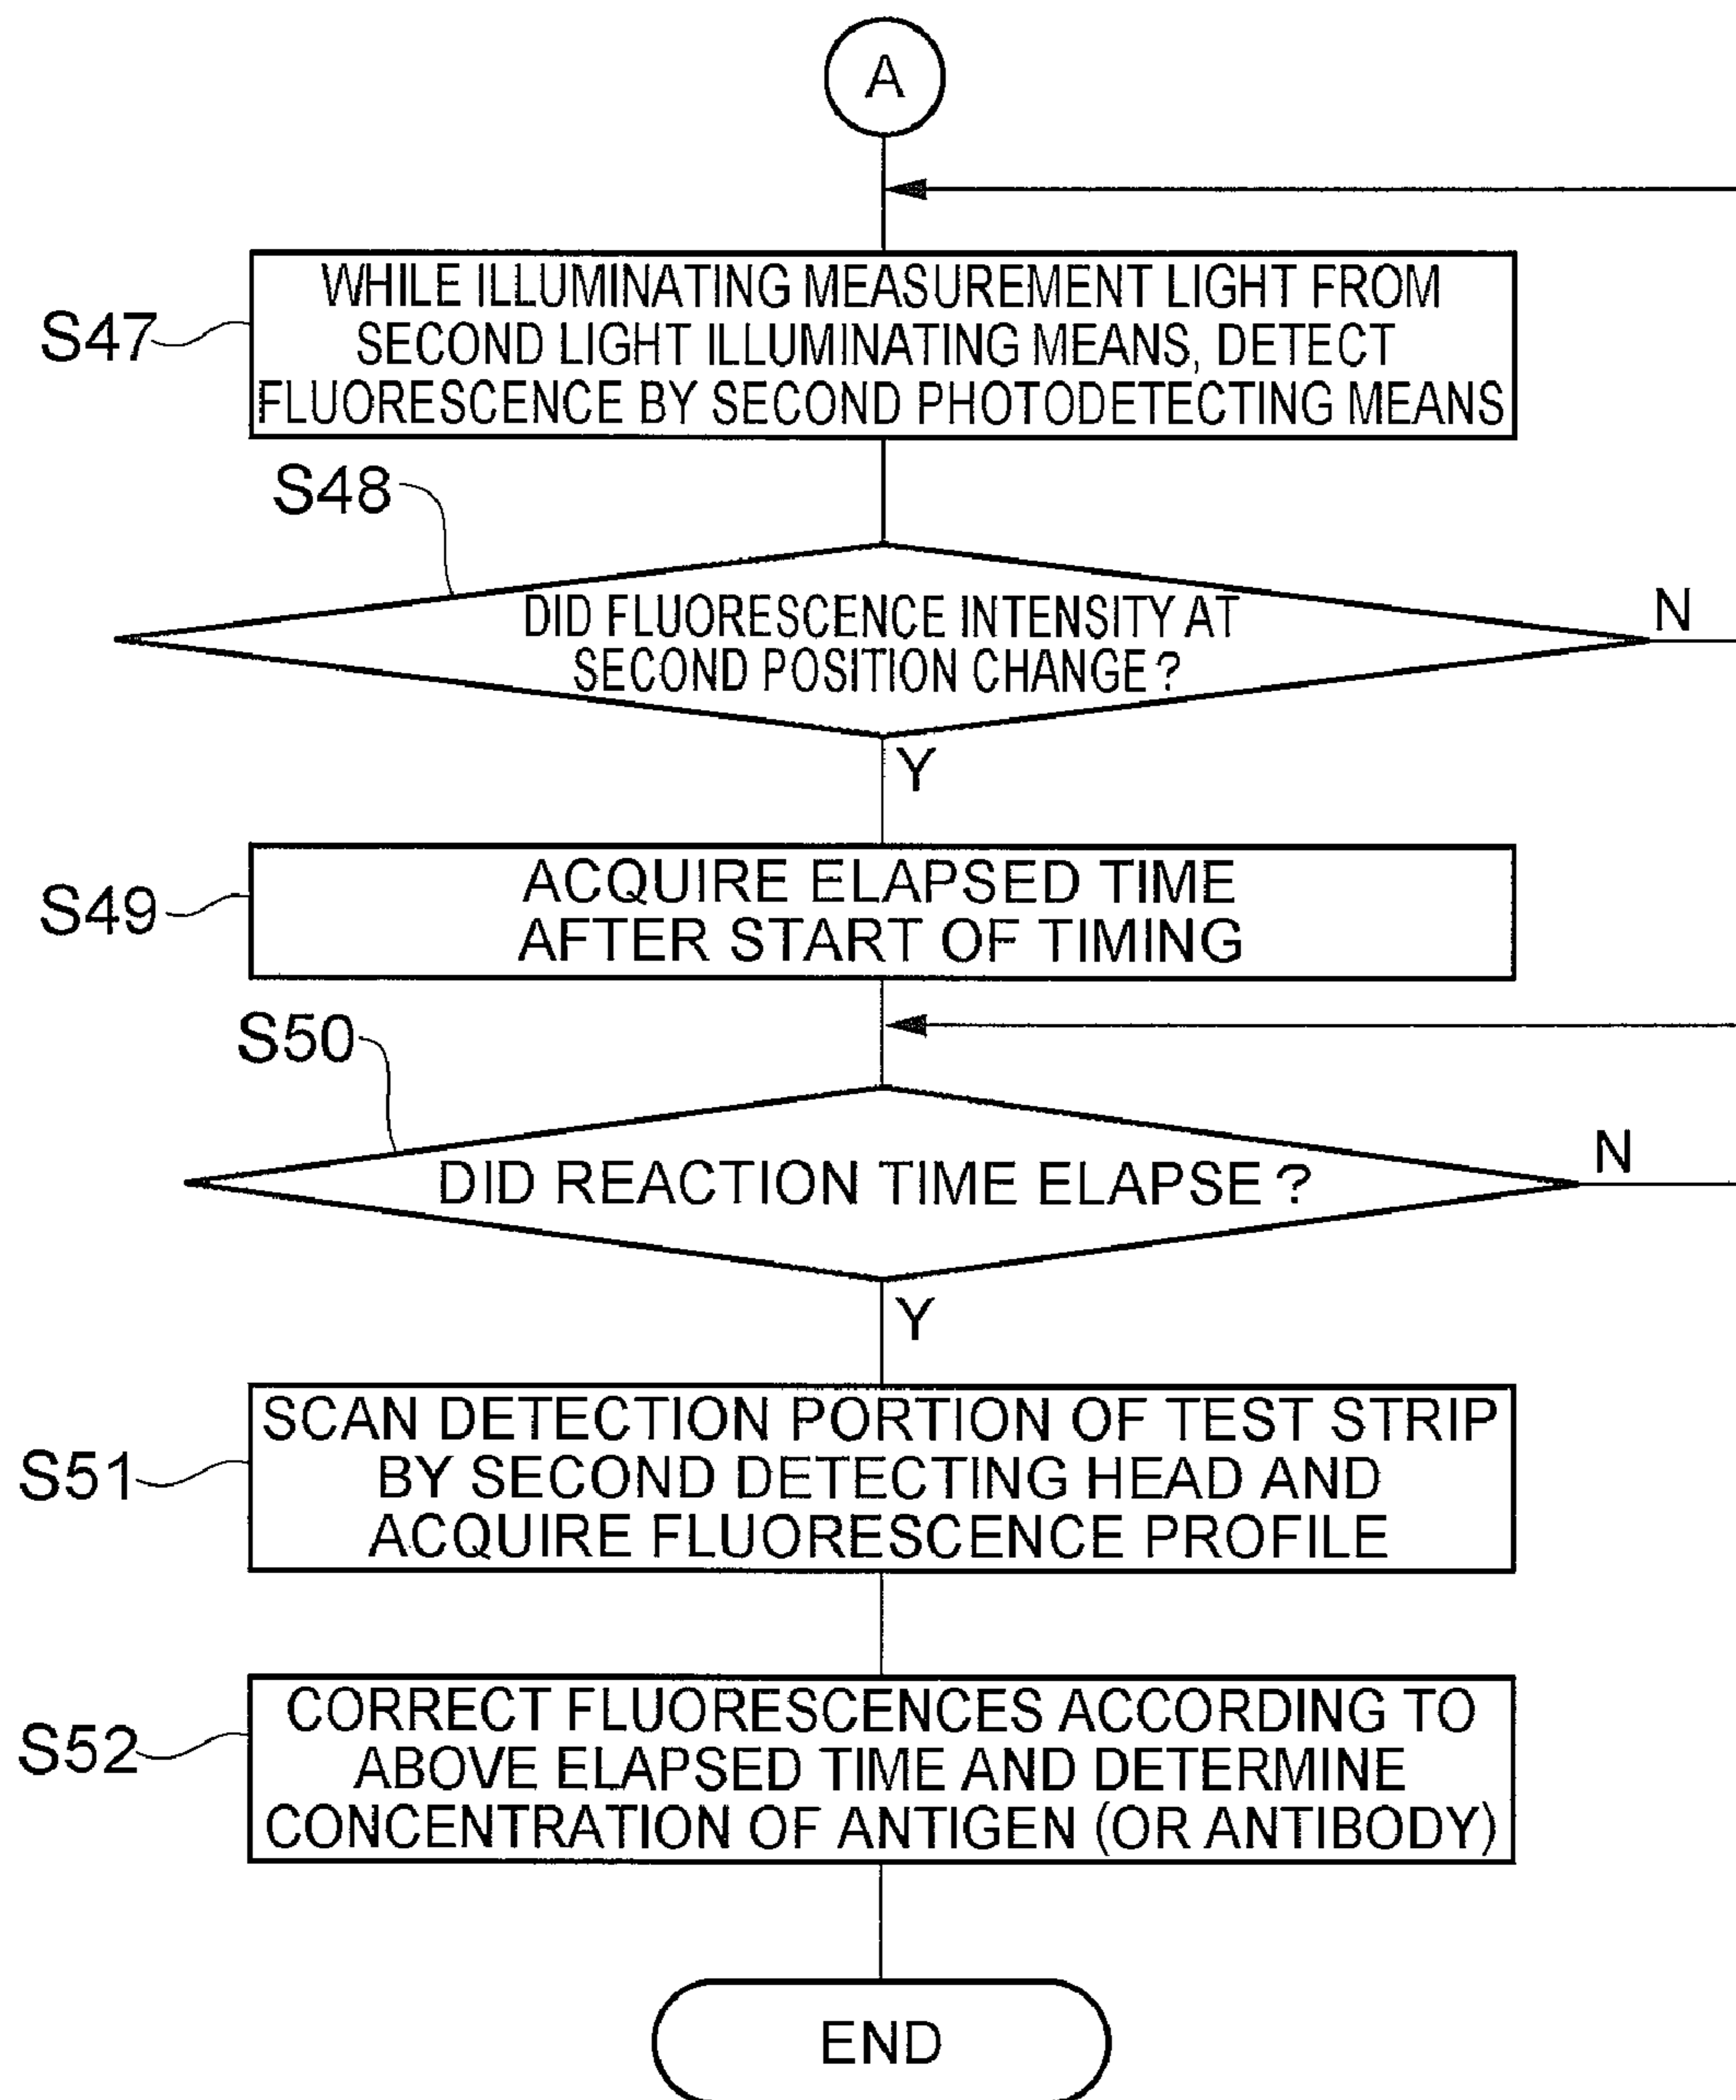 A
S47
WHILE ILLUMINATING MEASUREMENT LIGHT FROM
SECOND LIGHT ILLUMINATING MEANS, DETECT
FLUORESCENCE BY SECOND PHOTODETECTING MEANS
S48
DID FLUORESCENCE INTENSITY AT
SECOND POSITION CHANGE?
N
Y
S49
ACQUIRE ELAPSED TIME
AFTER START OF TIMING
S50
DID REACTION TIME ELAPSE?
N
Y
S51
SCAN DETECTION PORTION OF TEST STRIP
BY SECOND DETECTING HEAD AND
ACQUIRE FLUORESCENCE PROFILE
S52
CORRECT FLUORESCENCES ACCORDING TO
ABOVE ELAPSED TIME AND DETERMINE
CONCENTRATION OF ANTIGEN (OR ANTIBODY)
END